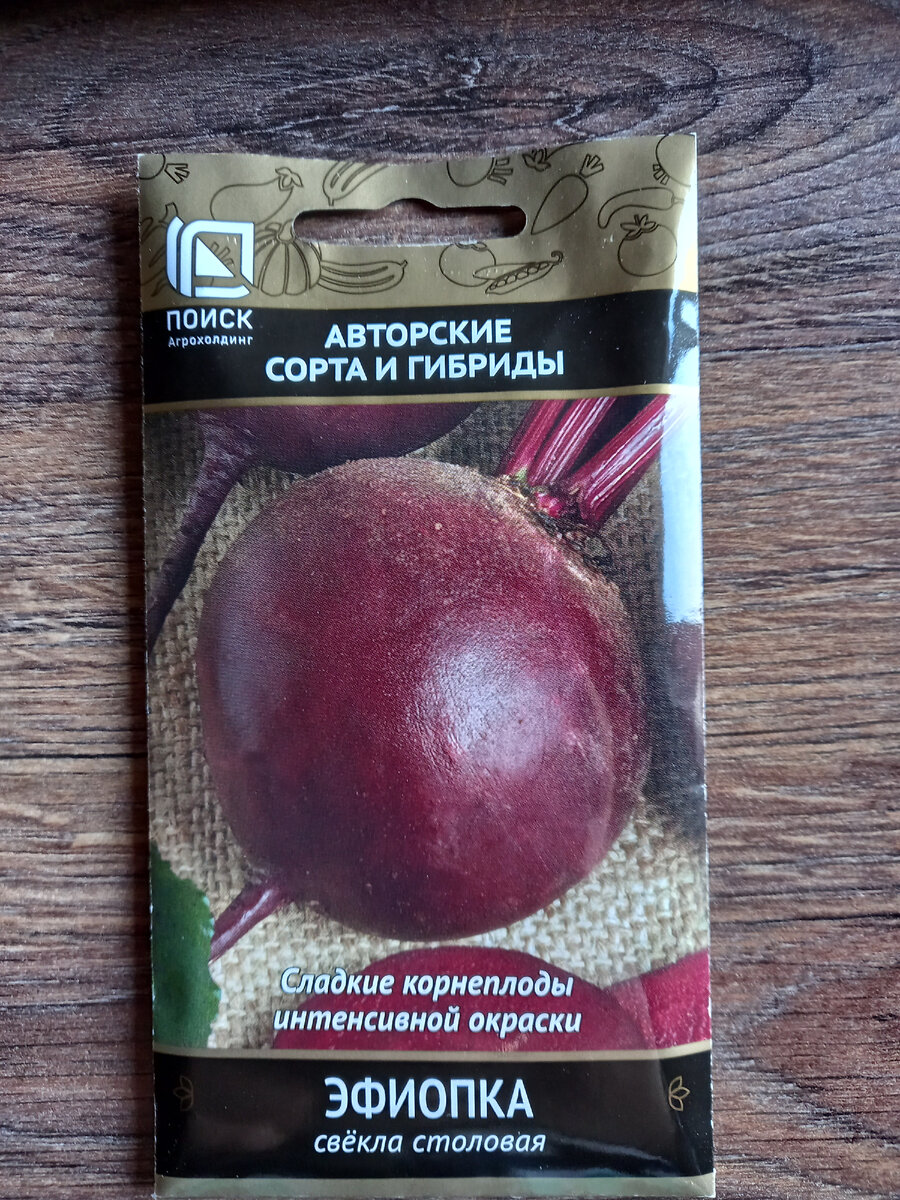 ПОИСК
Агрохолдинг
АВТОРСКИЕ
СОРТА И ГИБРИДЫ
Сладкие корнеплоды
интенсивной окраски
ЭФИОПКА
свёкла столовая